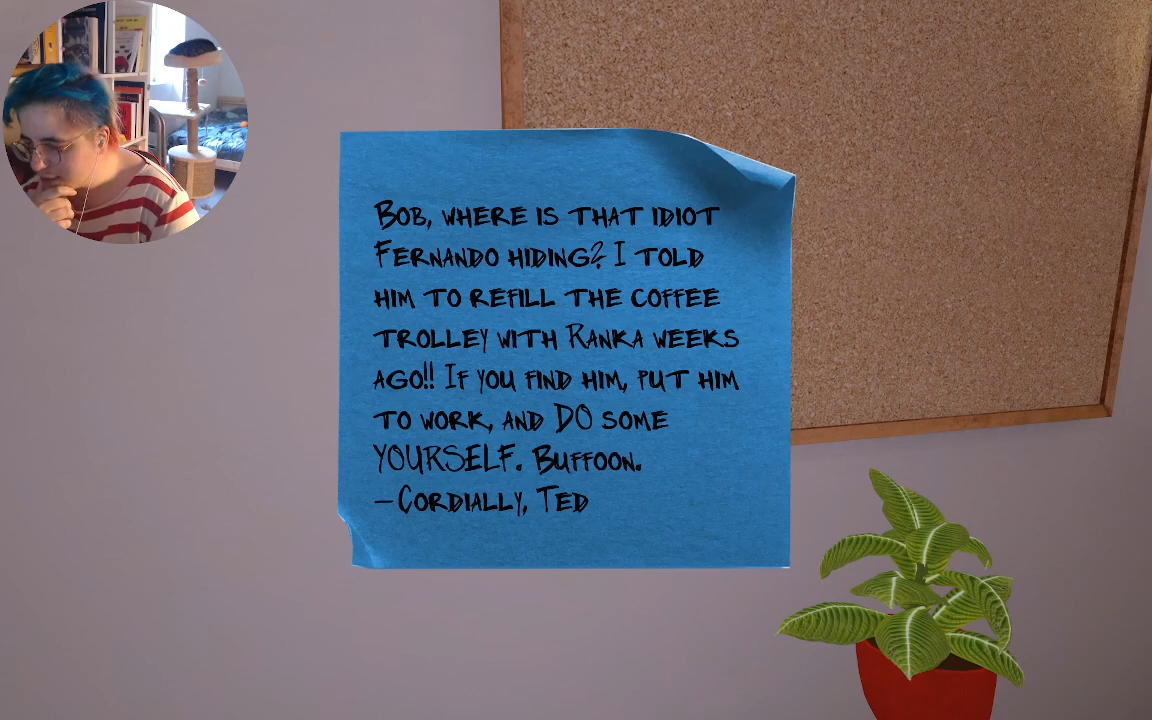 Bob, where is that idiot
Fernando hiding? I told
him to refill the coffee
trolley with Ranka weeks
ago!! If you find him, put him
to work, and DO some
YOURSELF. Buffoon.
–Cordially, Ted